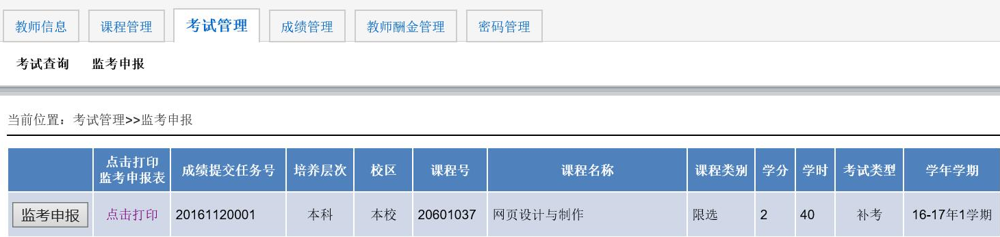 教师信息 课程管理 考试管理 成绩管理 教师酬金管理 密码管理
考试查询 监考申报
当前位置：考试管理>>监考申报
点击打印
监考申报表 成绩提交任务号 培养层次 校区 课程号 课程名称 课程类别 学分 学时 考试类型 学年学期
监考申报 点击打印 20161120001 本科 本校 20601037 网页设计与制作 限选 2 40 补考 16-17年1学期